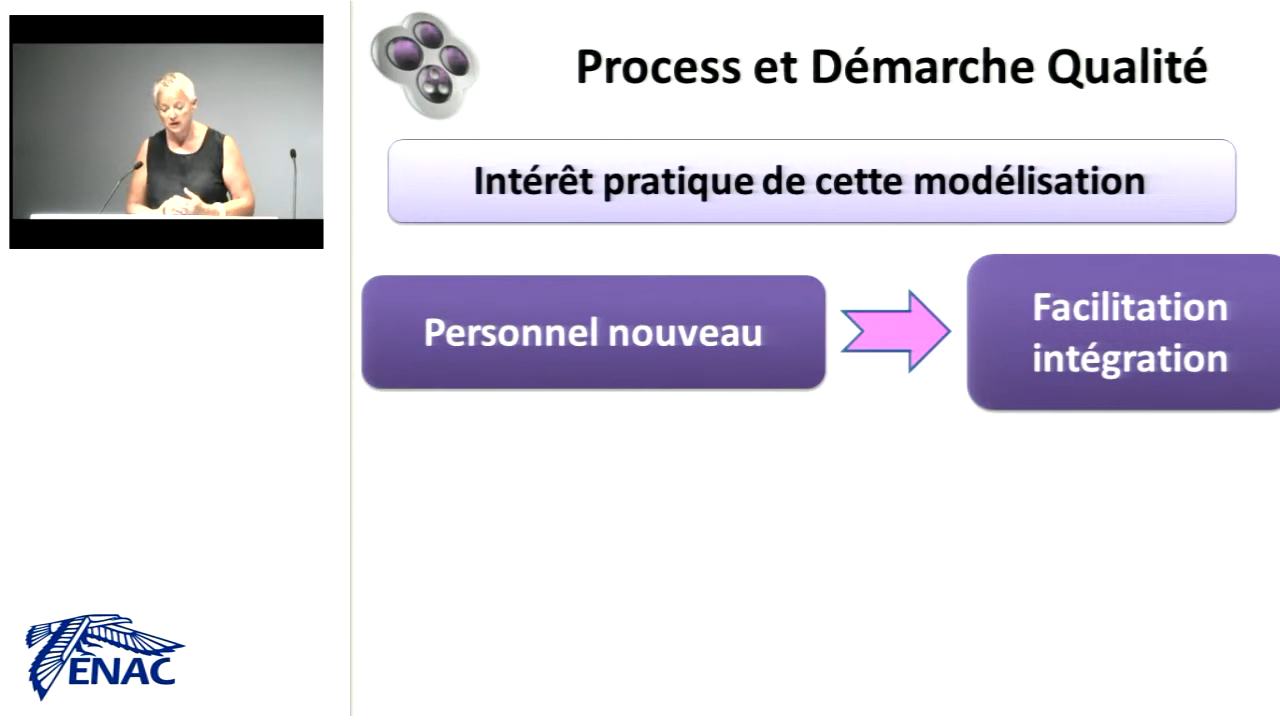 Process et Démarche Qualité
Intérêt pratique de cette modélisation
Personnel nouveau
Facilitation
intégration
ENAC